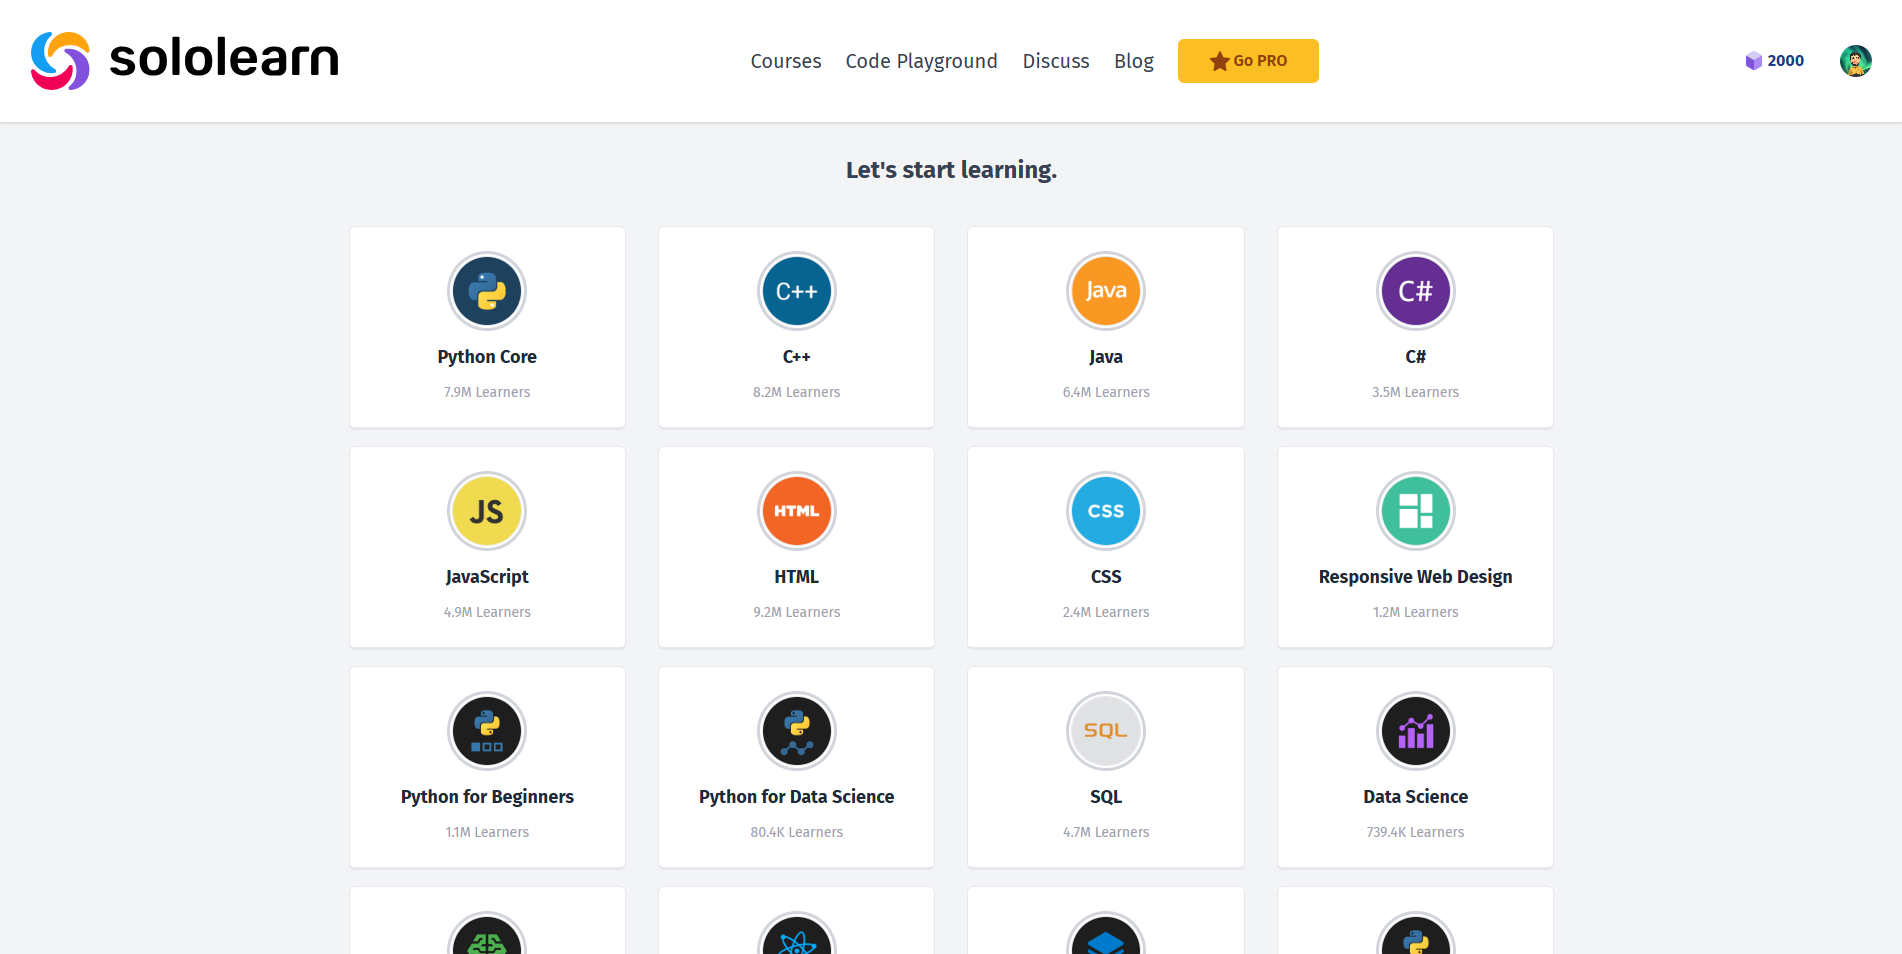 sololearn
Courses Code Playground Discuss Blog Go PRO 2000
Let's start learning.
Python Core
7.9M Learners
C++
C++
8.2M Learners
Java
Java
6.4M Learners
C#
C#
3.5M Learners
JS
JavaScript
4.9M Learners
HTML
HTML
9.2M Learners
CSS
CSS
2.4M Learners
Responsive Web Design
1.2M Learners
Python for Beginners
1.1M Learners
Python for Data Science
80.4K Learners
SQL
SQL
4.7M Learners
Data Science
739.4K Learners